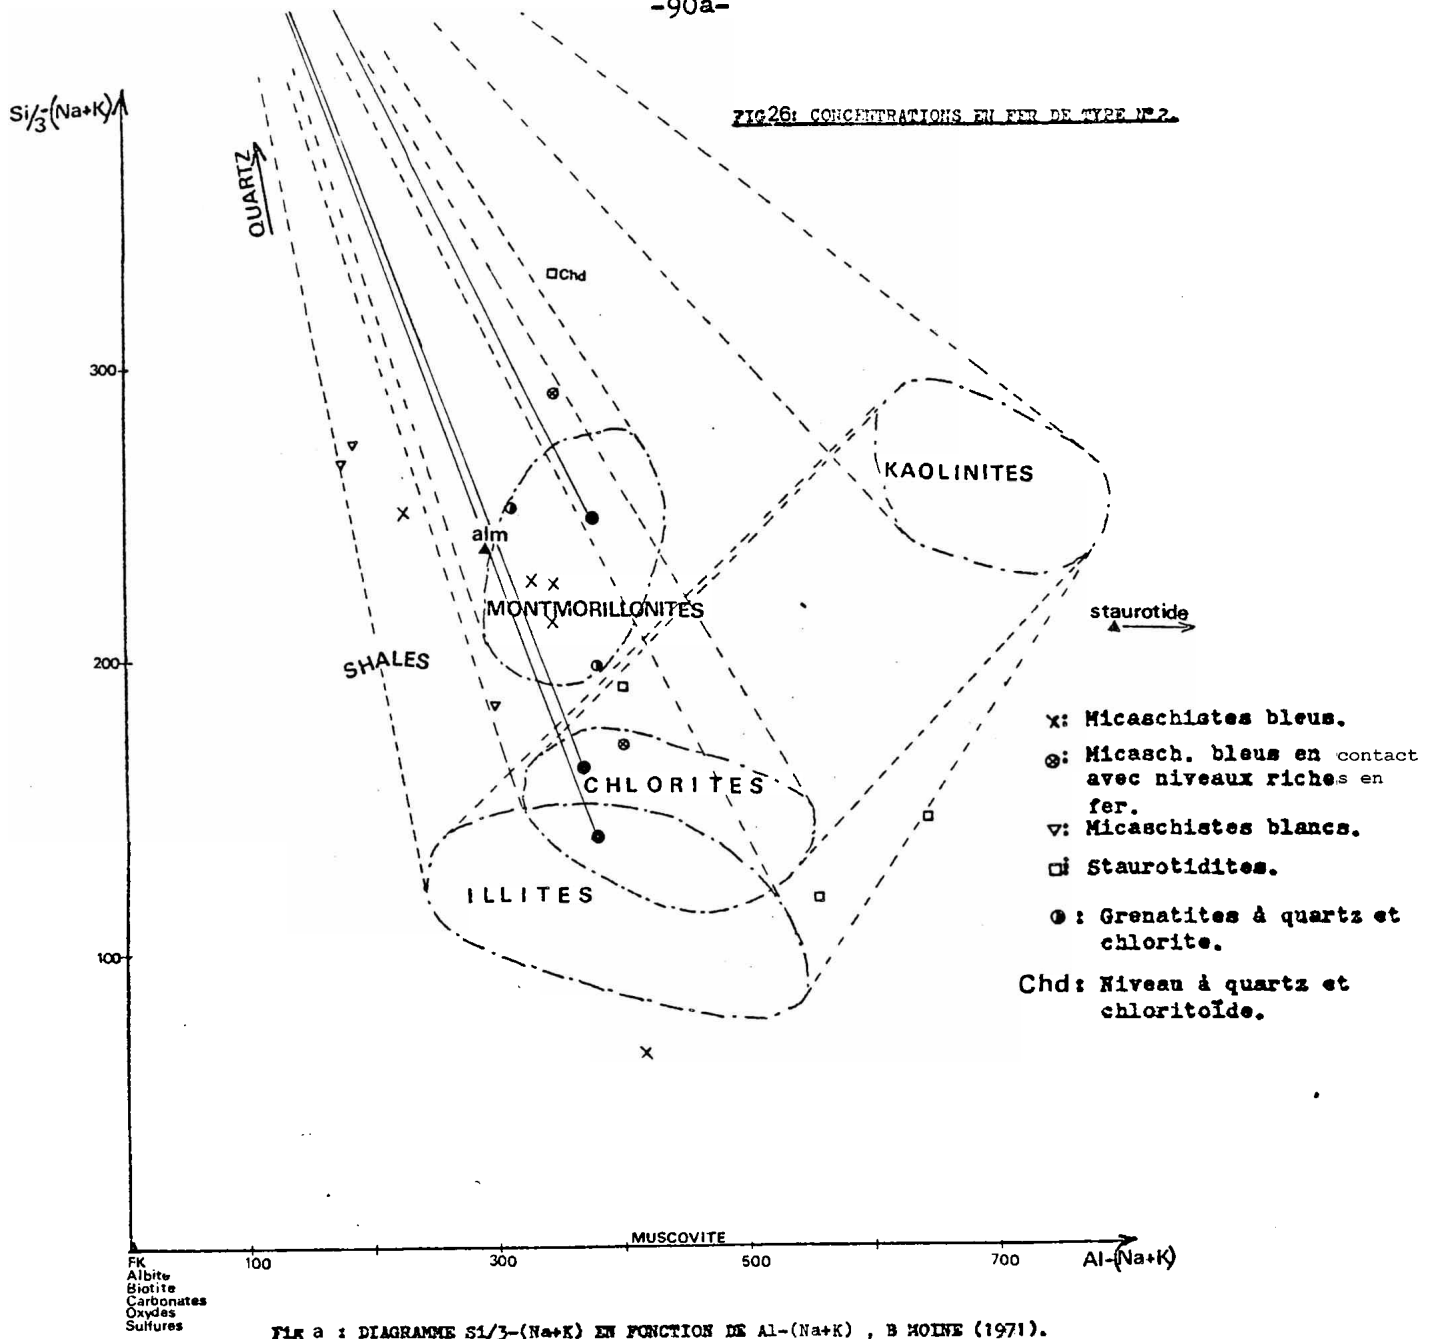 -90a-
Si/3-(Na+K)
FIG26: CONCENTRATIONS EN FER DE TYPE N°2.
QUARTZ
Chd
300
KAOLINITES
alm
MONTMORILLONITES
staurotide
SHALES
200
x: Micaschistes bleus.
⊗: Micasch. bleus en contact
avec niveaux riches en
fer.
▽: Micaschistes blancs.
CHLORITES
□: Staurotidites.
ILLITES
◑: Grenatites à quartz et
chlorite.
100
Chd: Niveau à quartz et
chloritoïde.
MUSCOVITE
100 300 500 700 Al-(Na+K)
FK
Albite
Biotite
Carbonates
Oxydes
Sulfures
FIG a : DIAGRAMME Si/3-(Na+K) EN FONCTION DE Al-(Na+K) , B MOINE (1971).